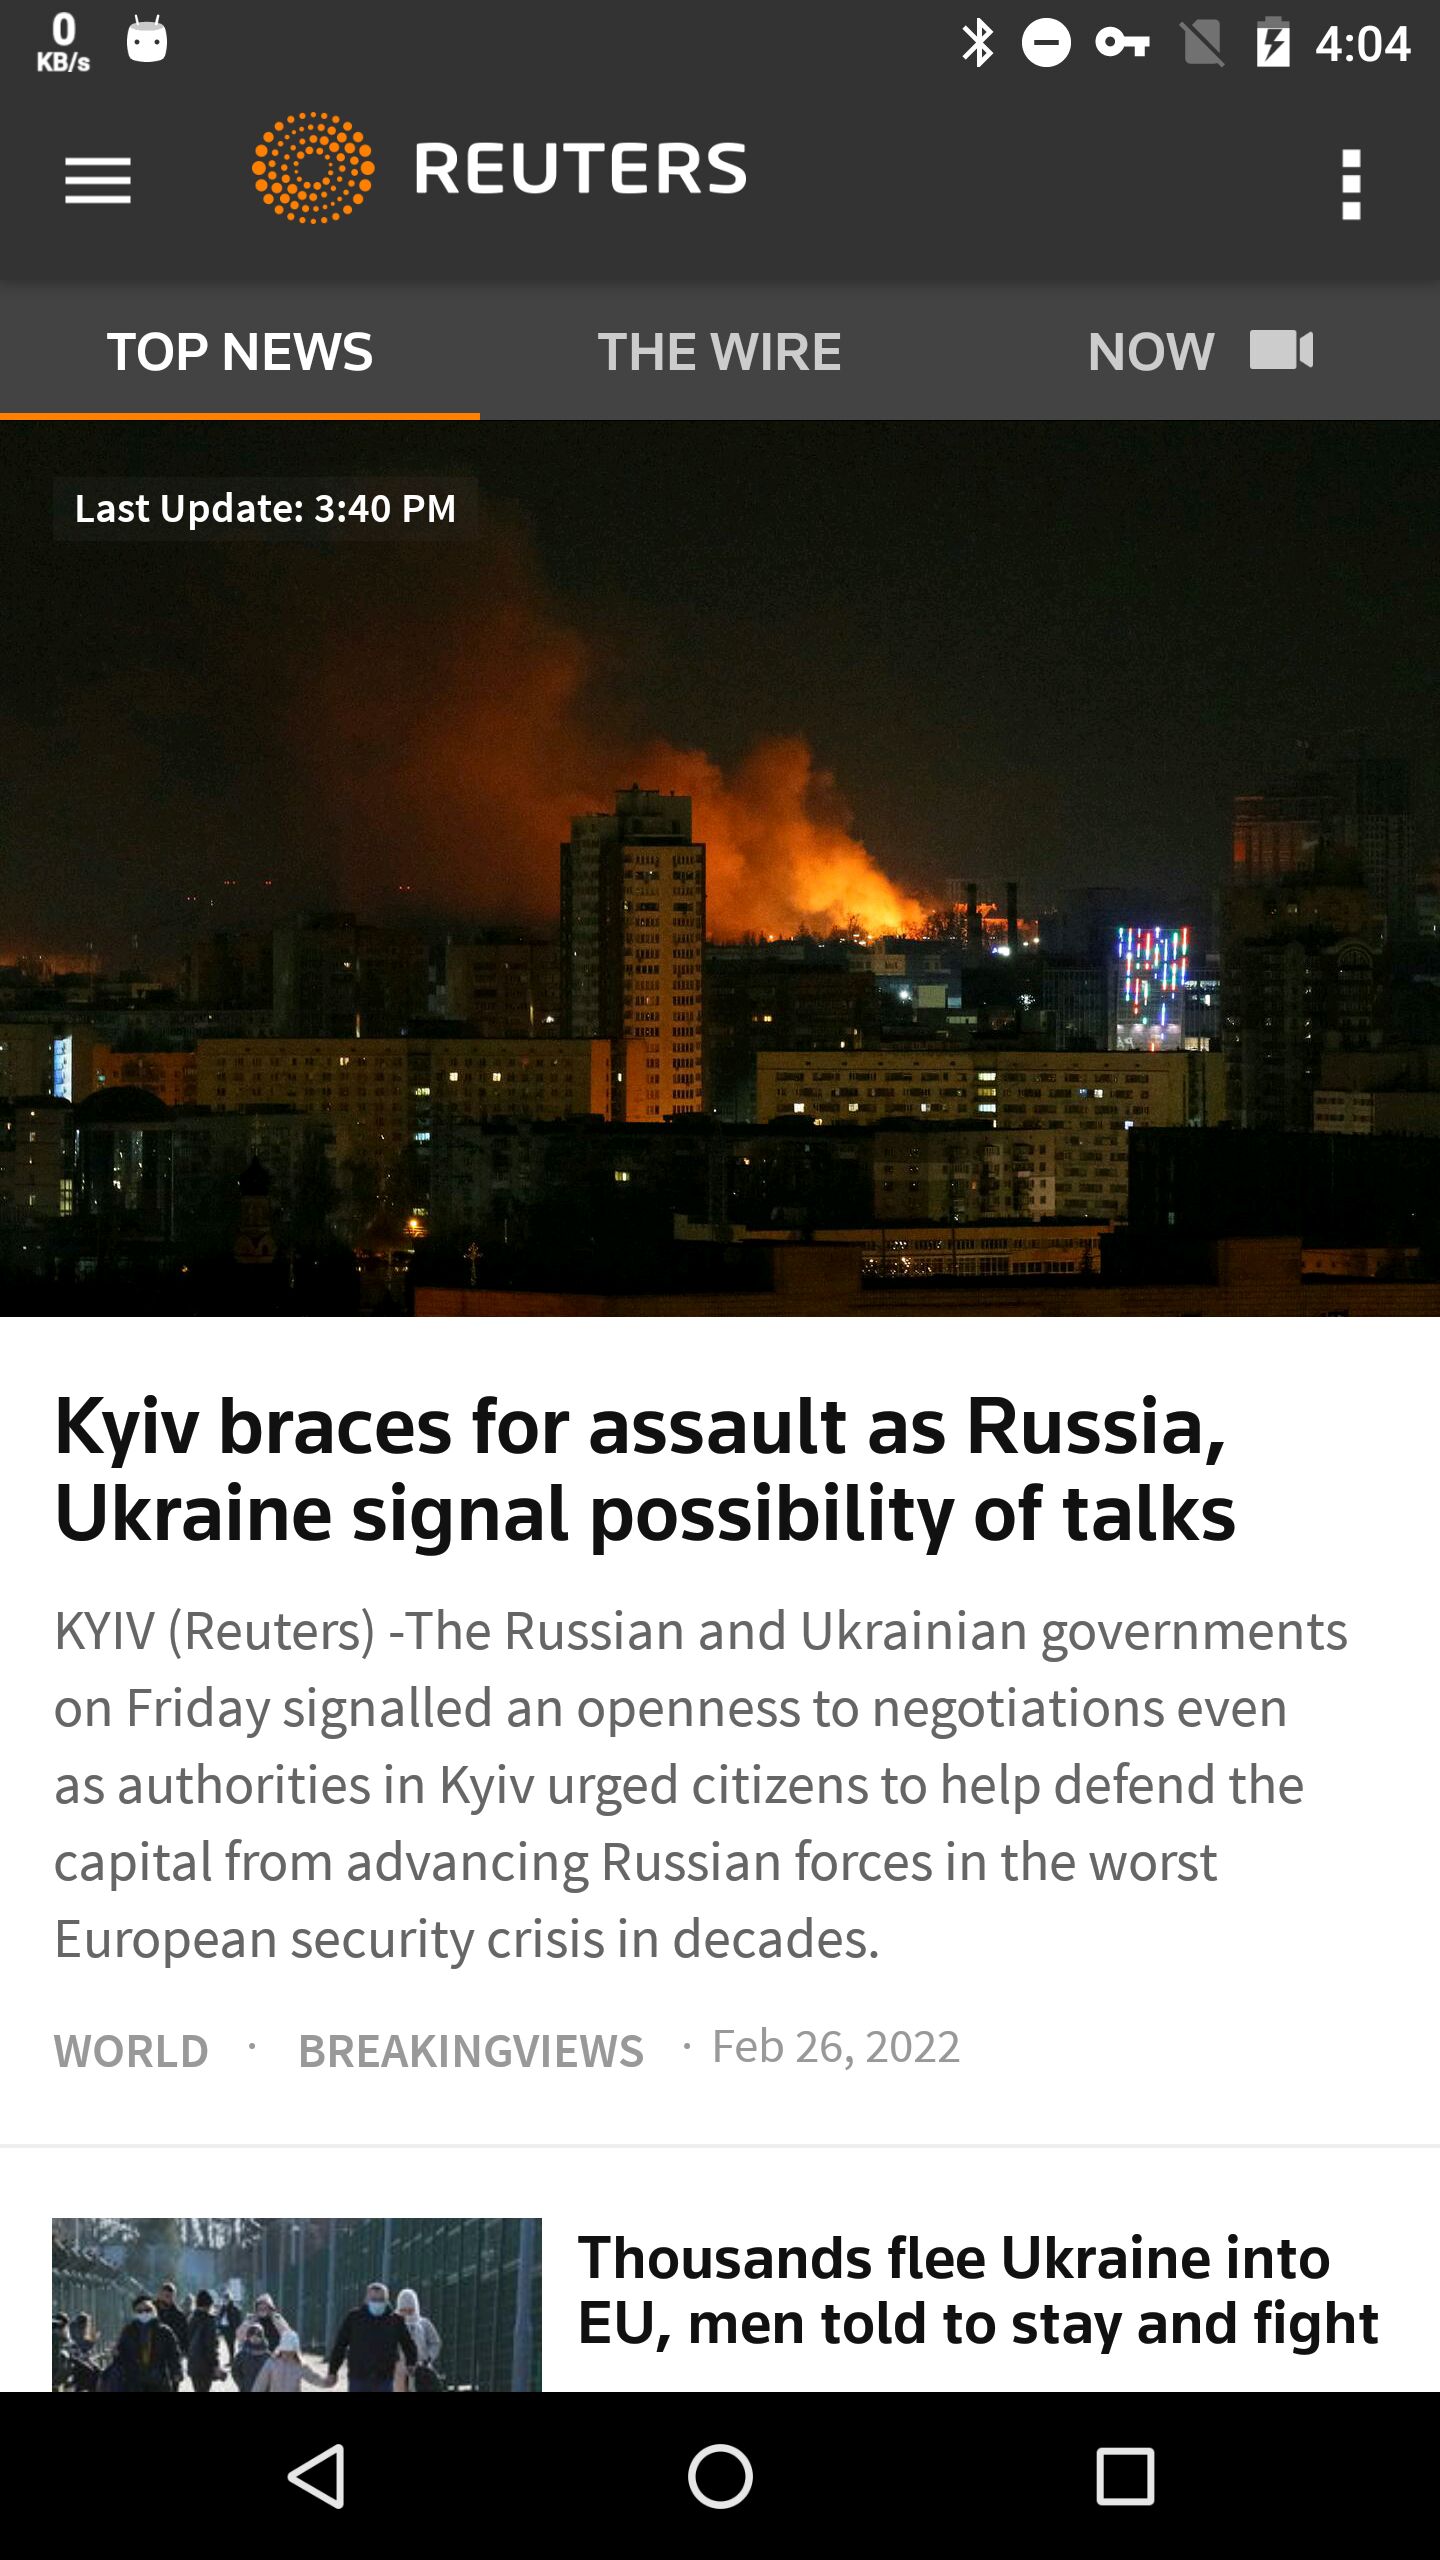 0
KB/s
4:04
REUTERS
TOP NEWS
THE WIRE
NOW
Last Update: 3:40 PM
Kyiv braces for assault as Russia,
Ukraine signal possibility of talks
KYIV (Reuters) -The Russian and Ukrainian governments
on Friday signalled an openness to negotiations even
as authorities in Kyiv urged citizens to help defend the
capital from advancing Russian forces in the worst
European security crisis in decades.
WORLD · BREAKINGVIEWS · Feb 26, 2022
Thousands flee Ukraine into
EU, men told to stay and fight